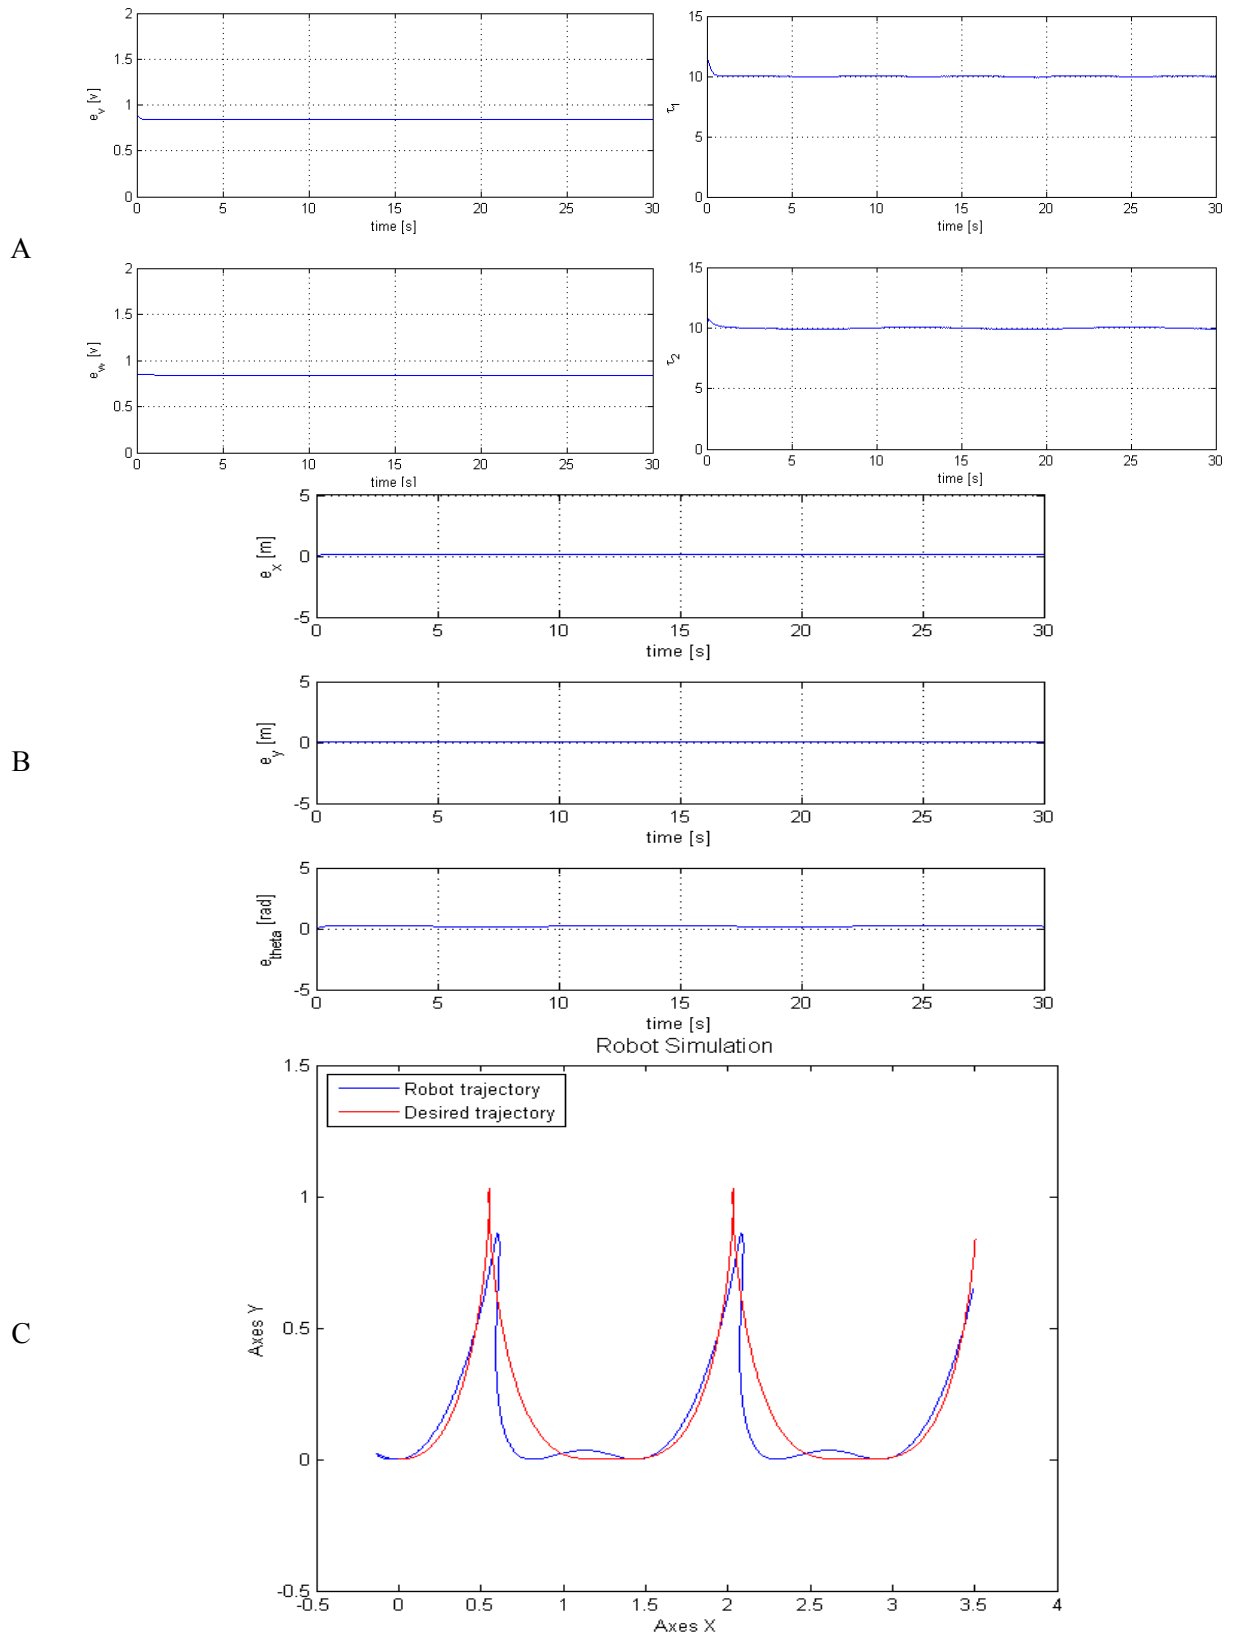 A
2
1.5
1
0.5
0
e_v [v]
0 5 10 15 20 25 30
time [s]
15
10
5
0
τ_1
0 5 10 15 20 25 30
time [s]
2
1.5
1
0.5
0
e_w [v]
0 5 10 15 20 25 30
time [s]
15
10
5
0
τ_2
0 5 10 15 20 25 30
time [s]
B
5
0
-5
e_x [m]
0 5 10 15 20 25 30
time [s]
5
0
-5
e_y [m]
0 5 10 15 20 25 30
time [s]
5
0
-5
e_theta [rad]
0 5 10 15 20 25 30
time [s]
C
Robot Simulation
Robot trajectory
Desired trajectory
1.5
1
0.5
0
-0.5
Axes Y
-0.5 0 0.5 1 1.5 2 2.5 3 3.5 4
Axes X